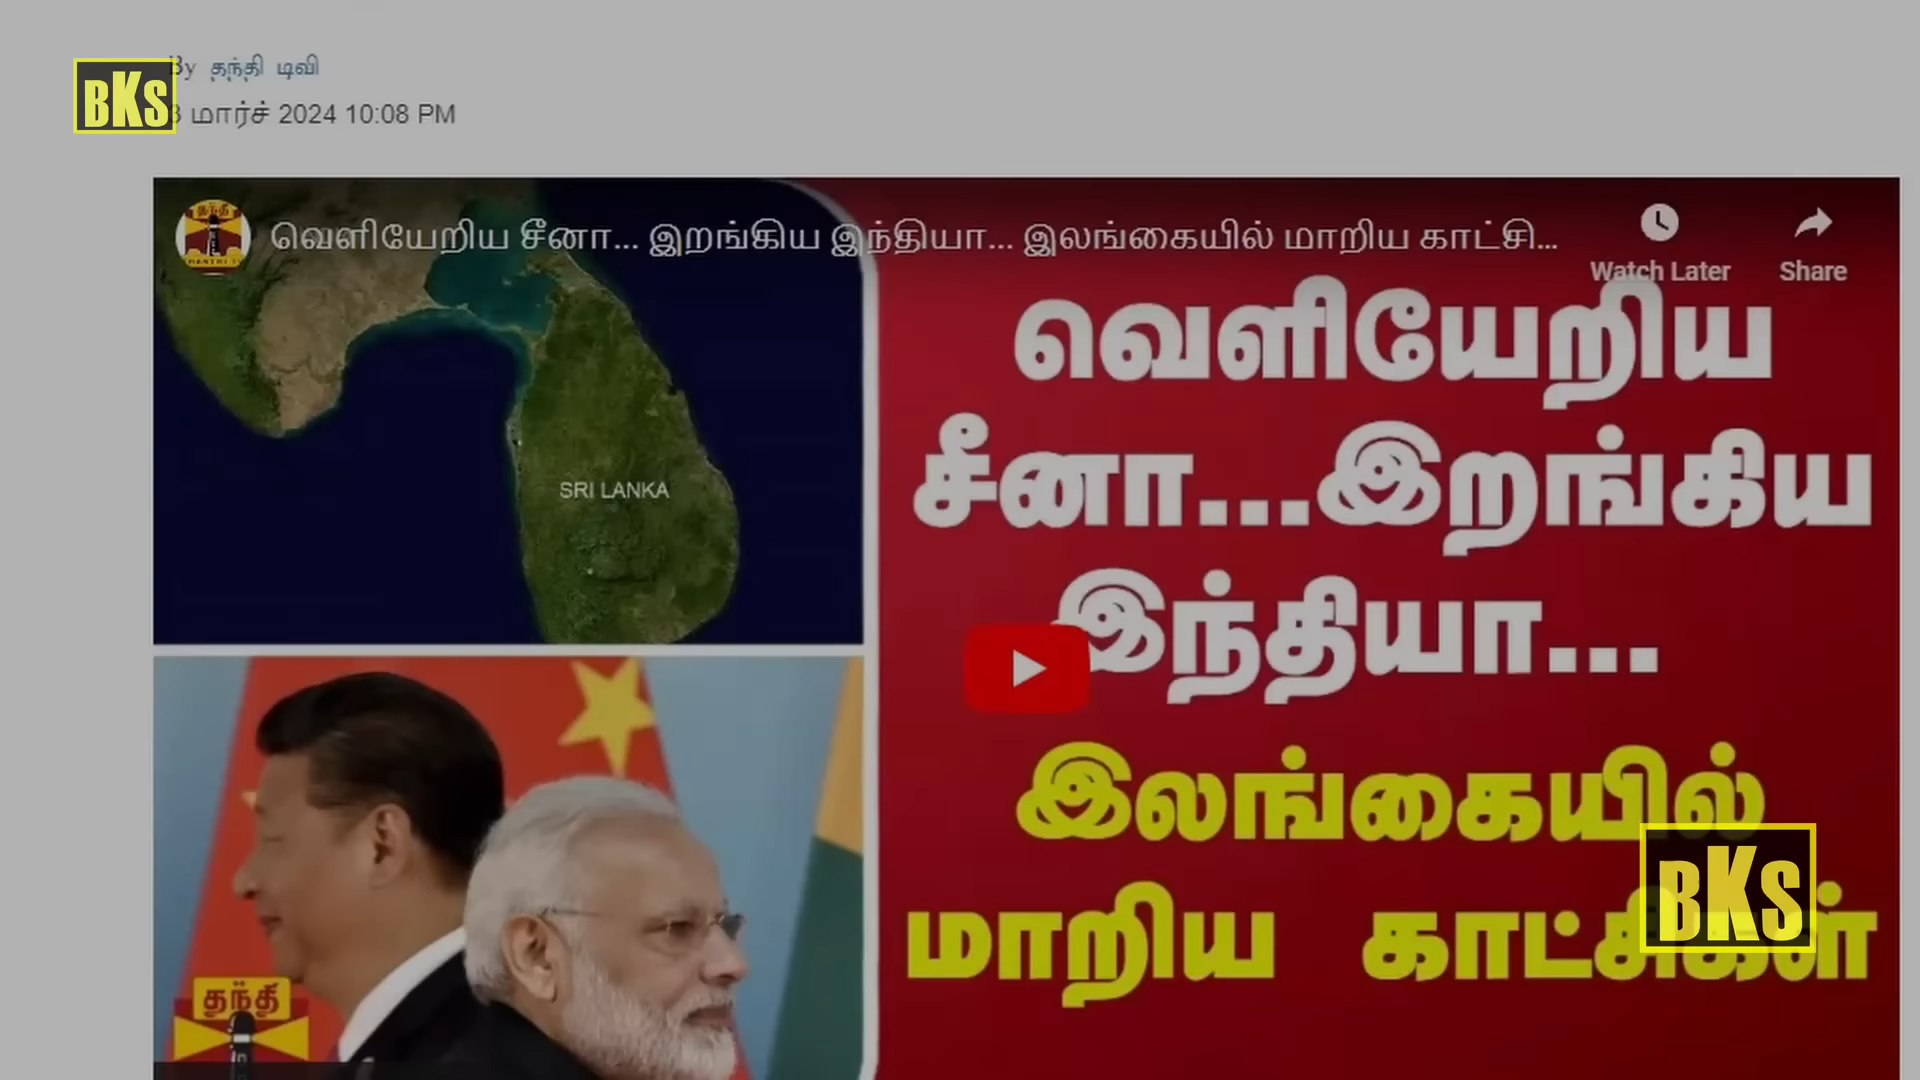 By தந்தி டிவி
BKS
3 மார்ச் 2024 10:08 PM
வெளியேறிய சீனா... இறங்கிய இந்தியா... இலங்கையில் மாறிய காட்சி...
Watch Later
Share
வெளியேறிய
சீனா...இறங்கிய
இந்தியா...
SRI LANKA
இலங்கையில்
மாறிய காட்சிகள்
BKS
தந்தி